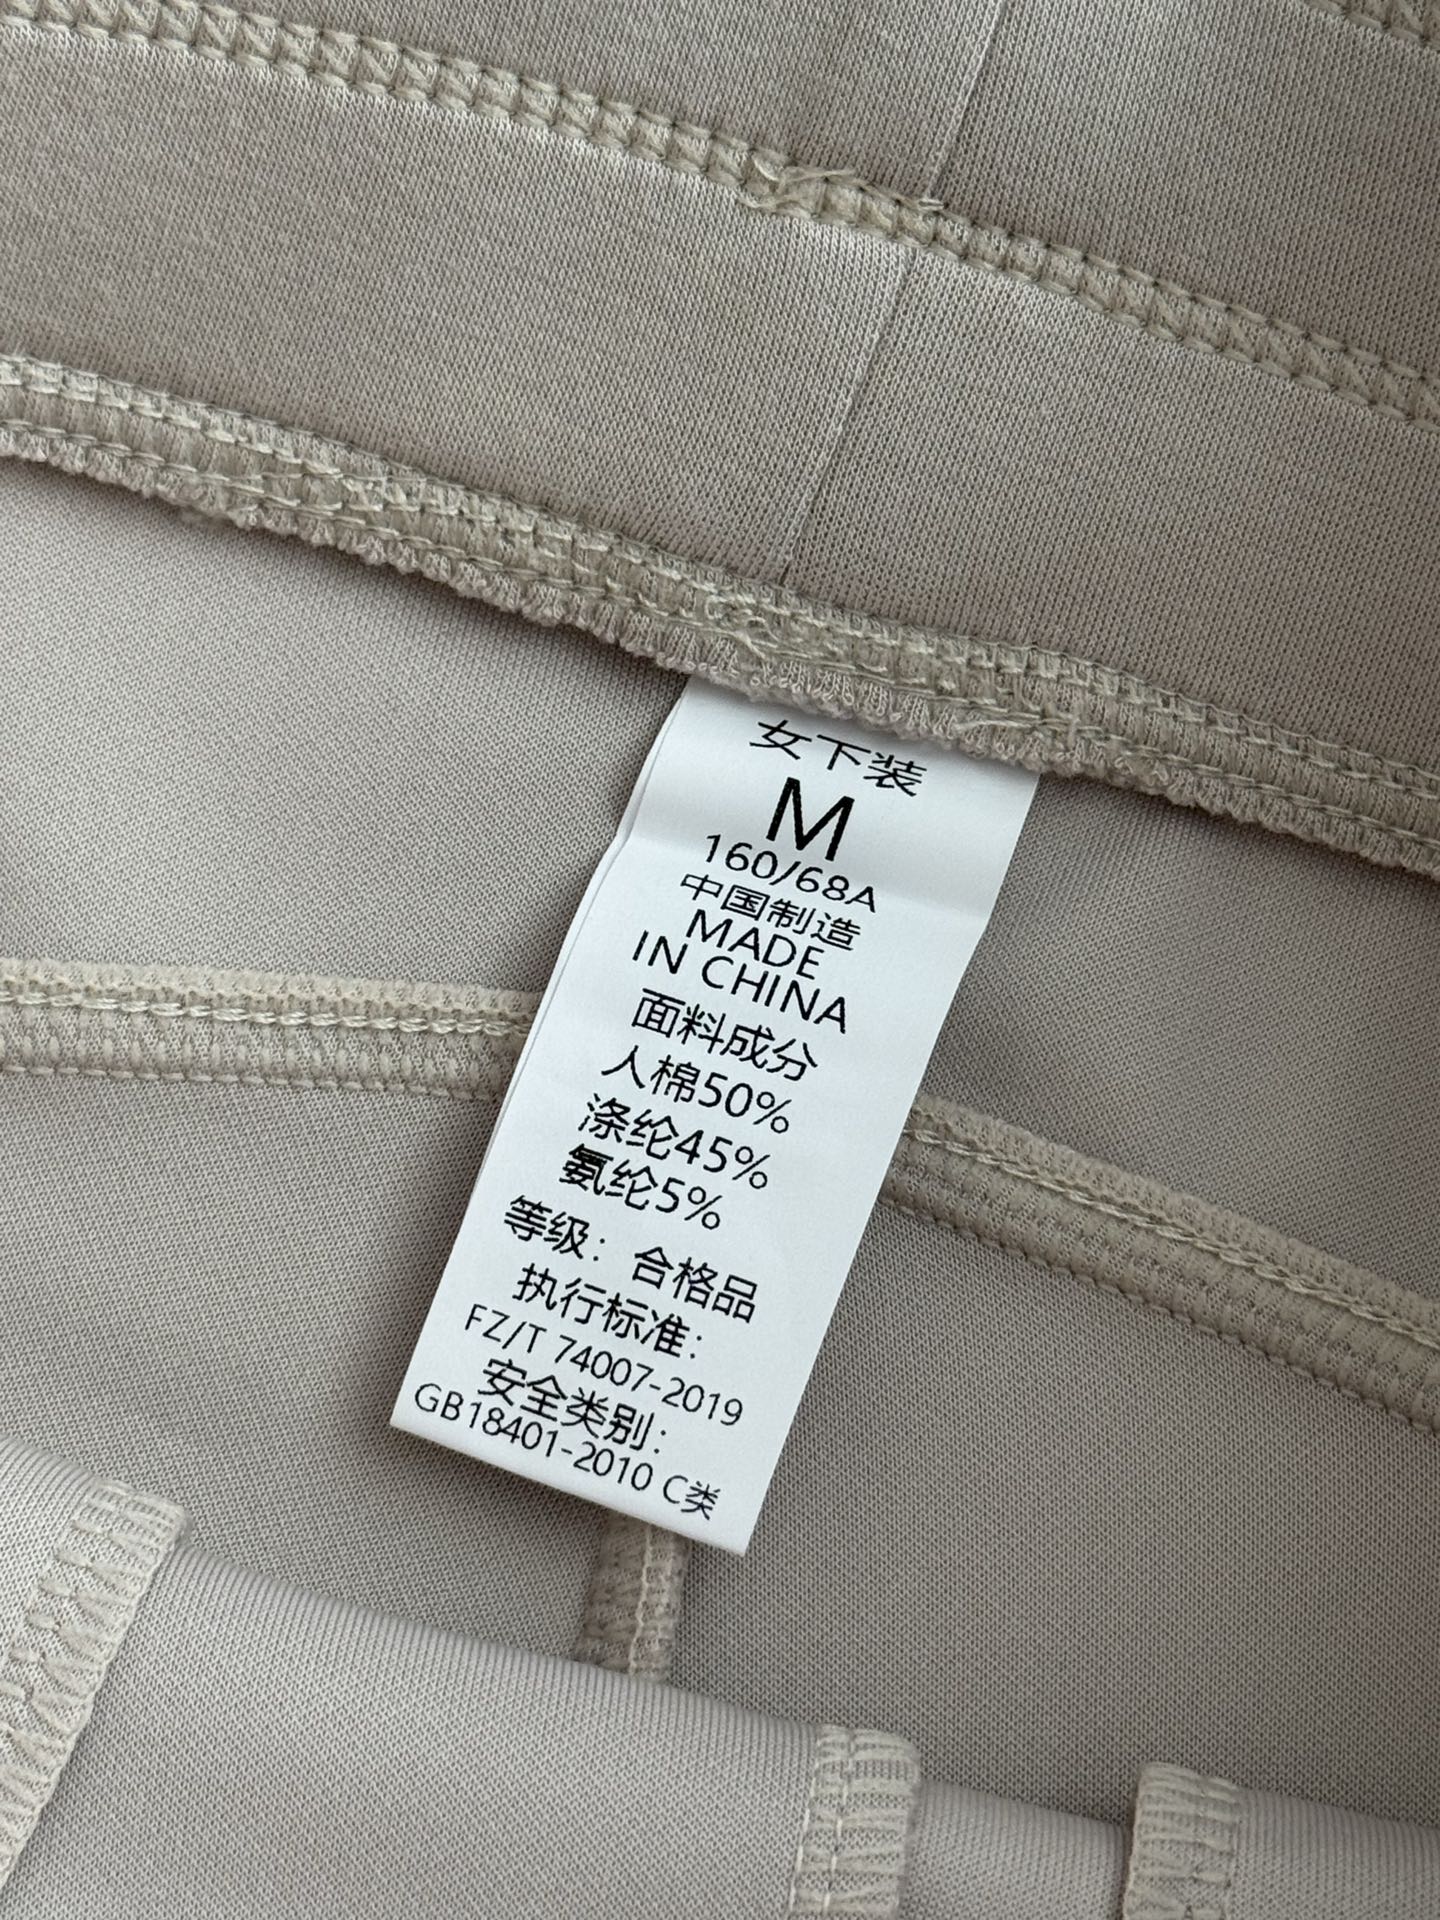 女下装
M
160/68A
中国制造
MADE
IN CHINA
面料成分
人棉50%
涤纶45%
氨纶5%
等级：合格品
执行标准：
FZ/T 74007-2019
安全类别：
GB18401-2010 C类